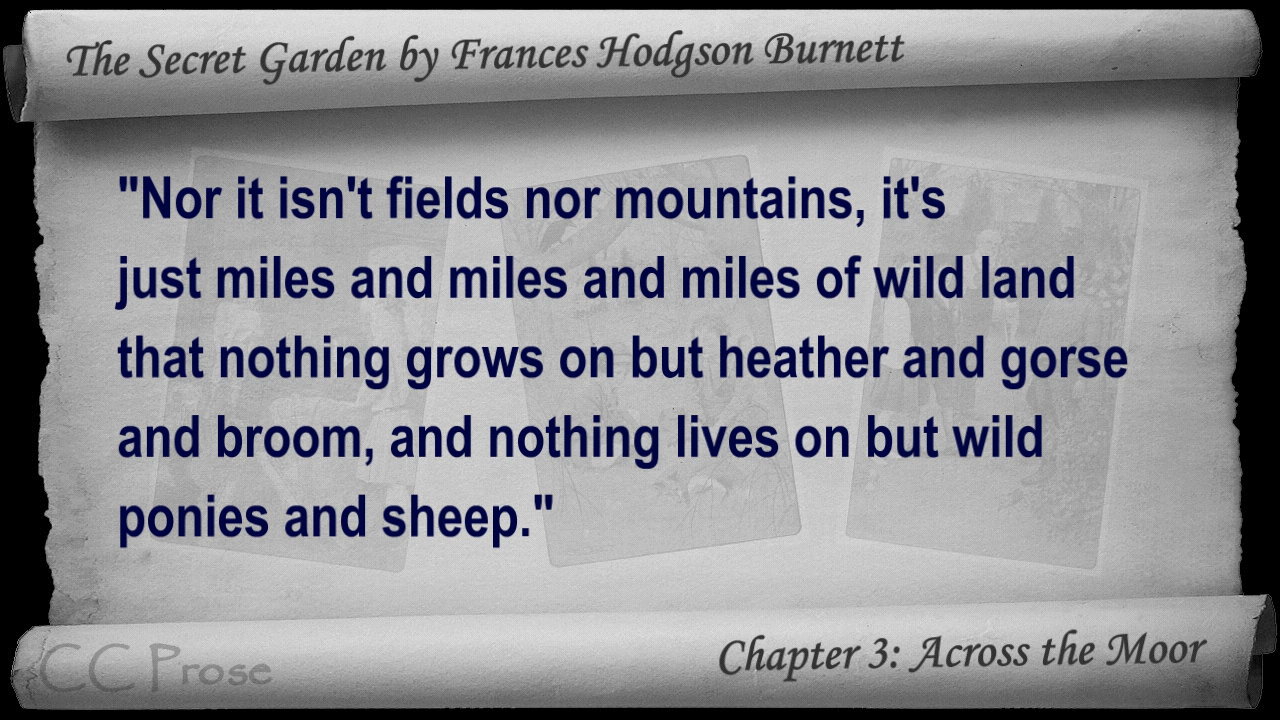 The Secret Garden by Frances Hodgson Burnett
"Nor it isn't fields nor mountains, it's
just miles and miles and miles of wild land
that nothing grows on but heather and gorse
and broom, and nothing lives on but wild
ponies and sheep."
CC Prose
Chapter 3: Across the Moor